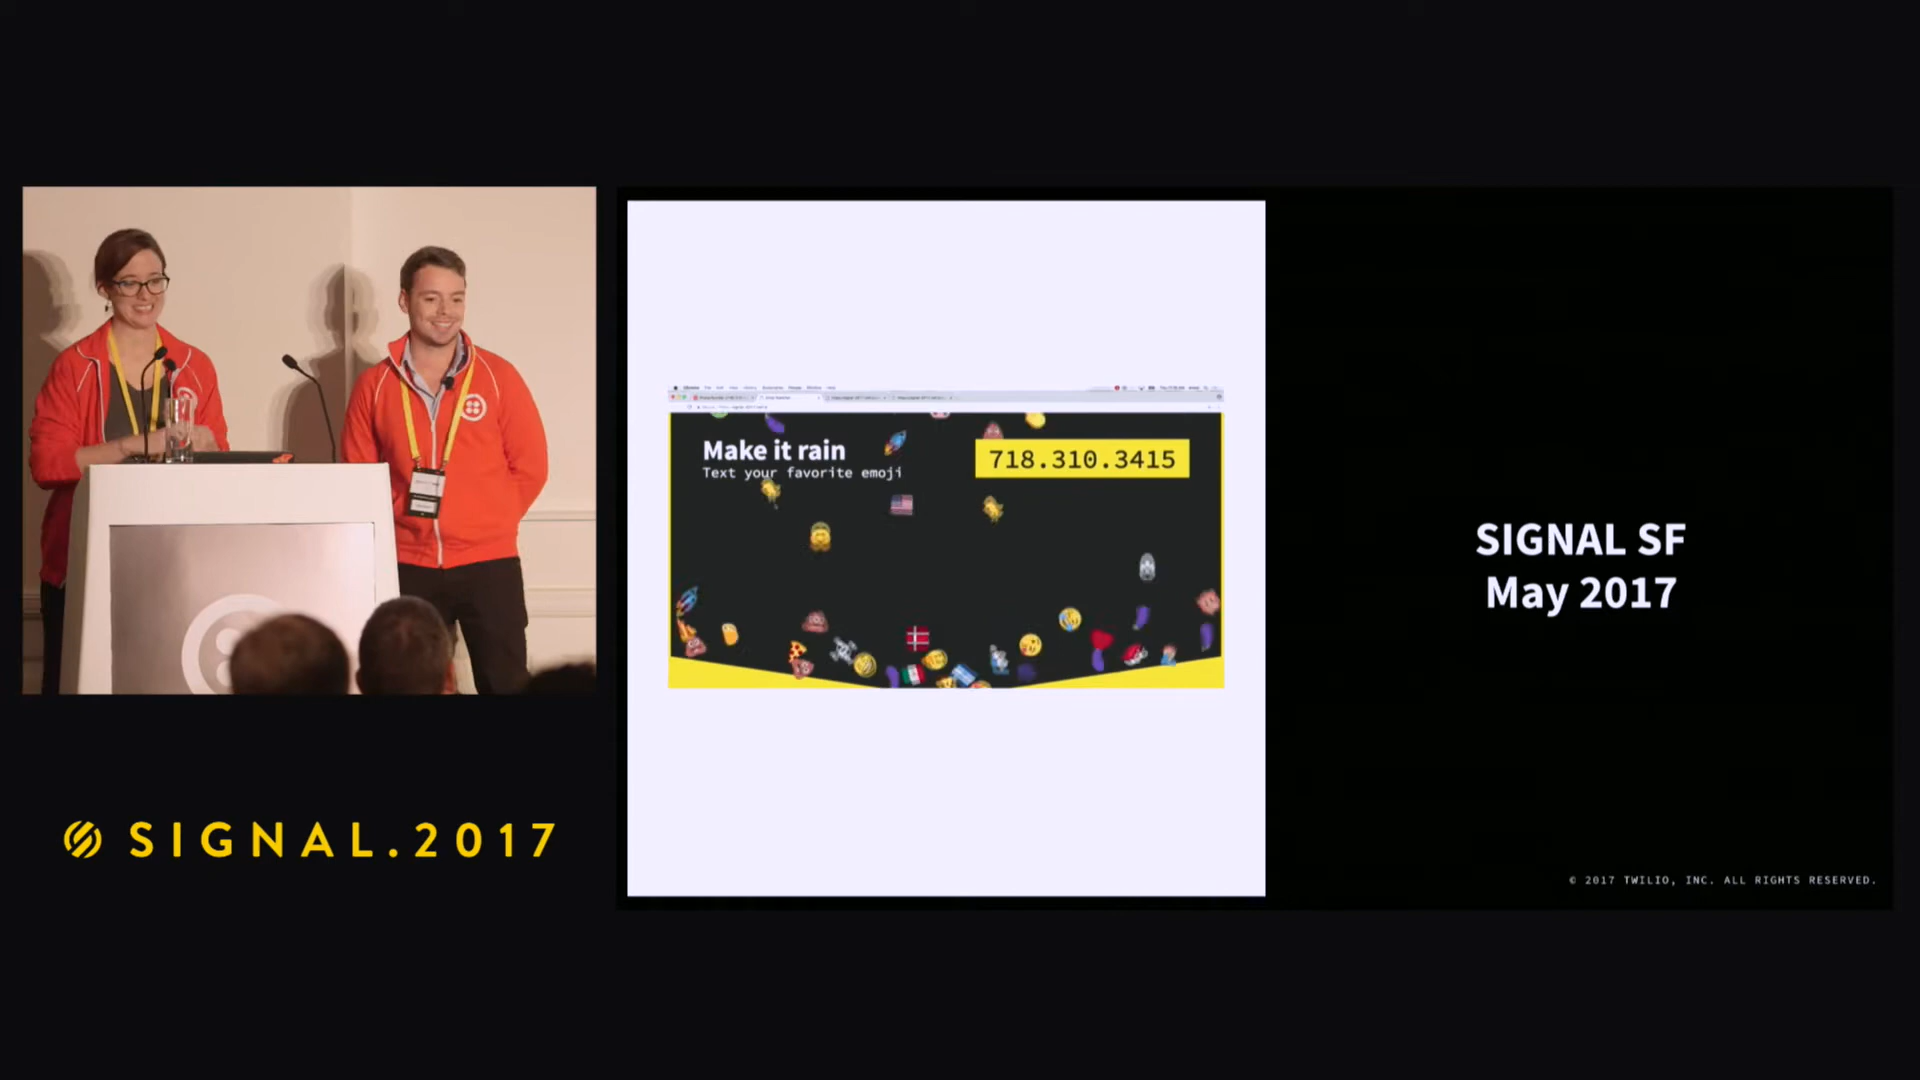 Make it rain
Text your favorite emoji
718.310.3415
SIGNAL SF
May 2017
SIGNAL.2017
© 2017 TWILIO, INC. ALL RIGHTS RESERVED.